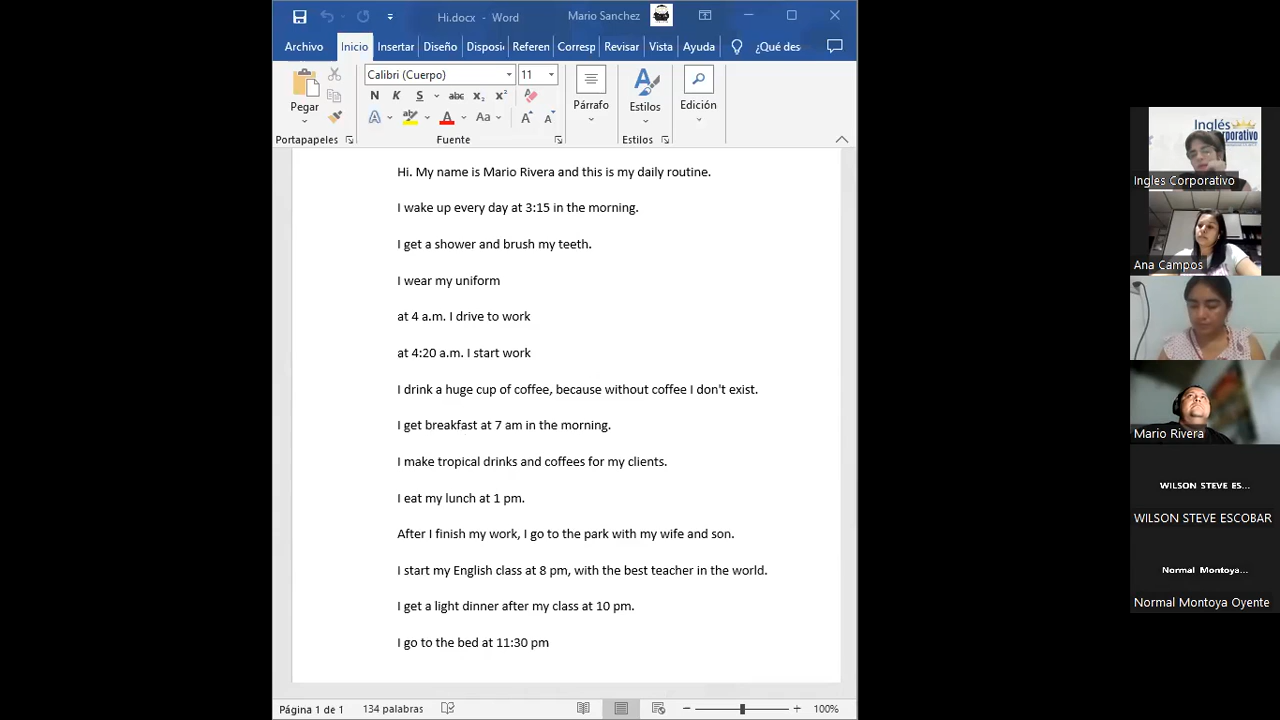 Hi.docx - Word
Mario Sanchez
Archivo Inicio Insertar Diseño Disposi Referen Corresp Revisar Vista Ayuda ¿Qué des
Calibri (Cuerpo) 11
N K S abc x₂ x²
A A Aa A A
Pegar Párrafo Estilos Edición
Portapapeles Fuente Estilos
Hi. My name is Mario Rivera and this is my daily routine.
I wake up every day at 3:15 in the morning.
I get a shower and brush my teeth.
I wear my uniform
at 4 a.m. I drive to work
at 4:20 a.m. I start work
I drink a huge cup of coffee, because without coffee I don't exist.
I get breakfast at 7 am in the morning.
I make tropical drinks and coffees for my clients.
I eat my lunch at 1 pm.
After I finish my work, I go to the park with my wife and son.
I start my English class at 8 pm, with the best teacher in the world.
I get a light dinner after my class at 10 pm.
I go to the bed at 11:30 pm
Página 1 de 1 134 palabras 100%
Inglés
Ingles Corporativo
Ana Campos
Mario Rivera
WILSON STEVE ES...
WILSON STEVE ESCOBAR
Normal Montoya...
Normal Montoya Oyente